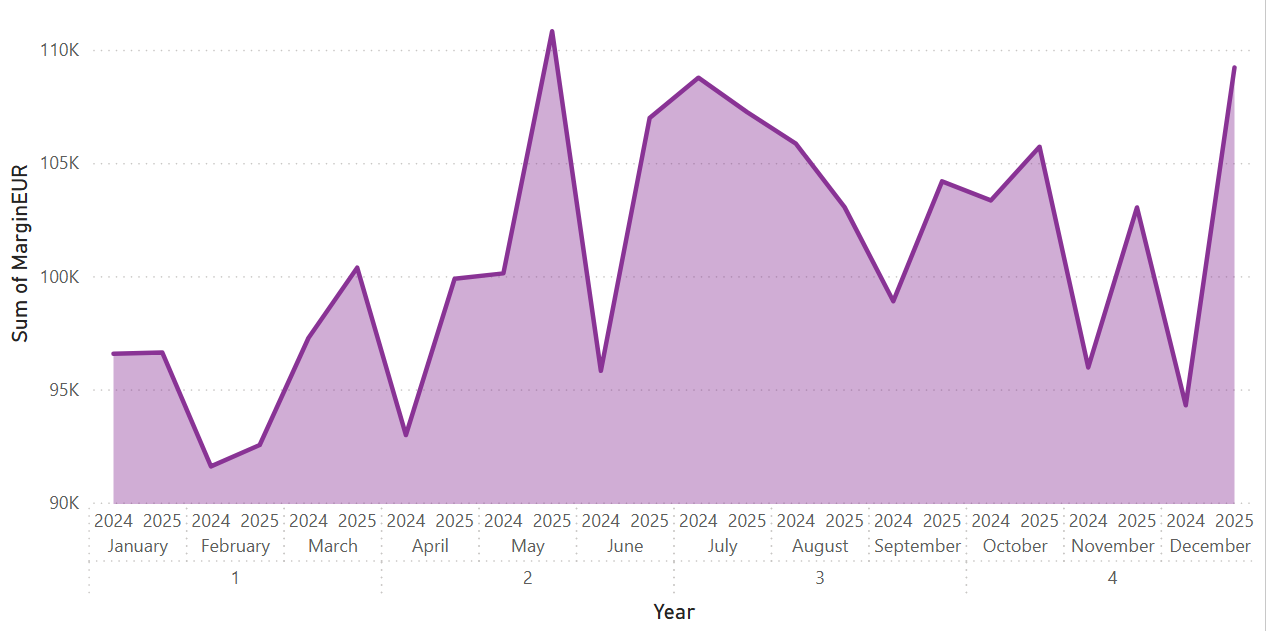 Sum of MarginEUR
110K
105K
100K
95K
90K
2024 2025 2024 2025 2024 2025 2024 2025 2024 2025 2024 2025 2024 2025 2024 2025 2024 2025 2024 2025 2024 2025 2024 2025
January February March April May June July August September October November December
1 2 3 4
Year